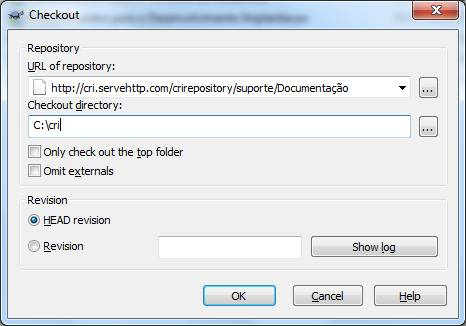 Checkout
Repository
URL of repository:
http://cri.servehttp.com/crirepository/suporte/Documentação
...
Checkout directory:
C:\cri
...
Only check out the top folder
Omit externals
Revision
HEAD revision
Revision
Show log
OK
Cancel
Help